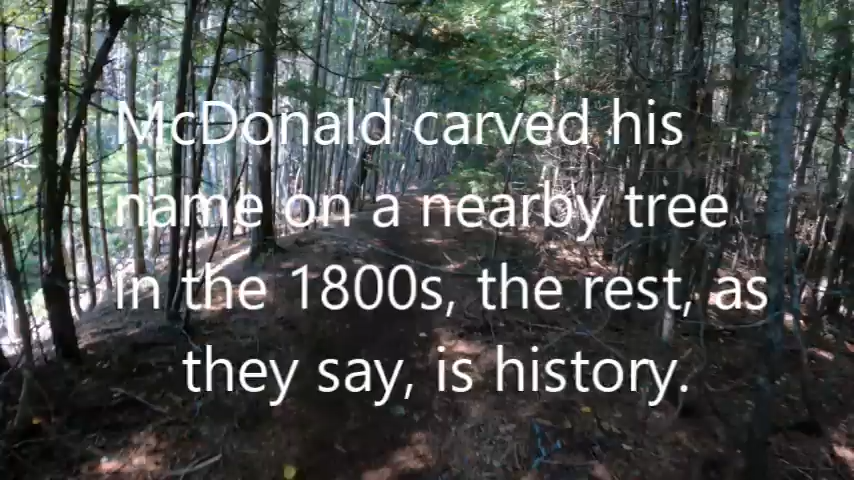 McDonald carved his
name on a nearby tree
in the 1800s, the rest, as
they say, is history.